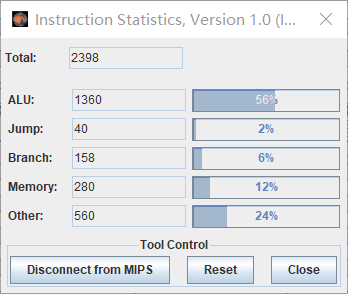 Instruction Statistics, Version 1.0 (I...
Total: 2398
ALU: 1360 56%
Jump: 40 2%
Branch: 158 6%
Memory: 280 12%
Other: 560 24%
Tool Control
Disconnect from MIPS Reset Close